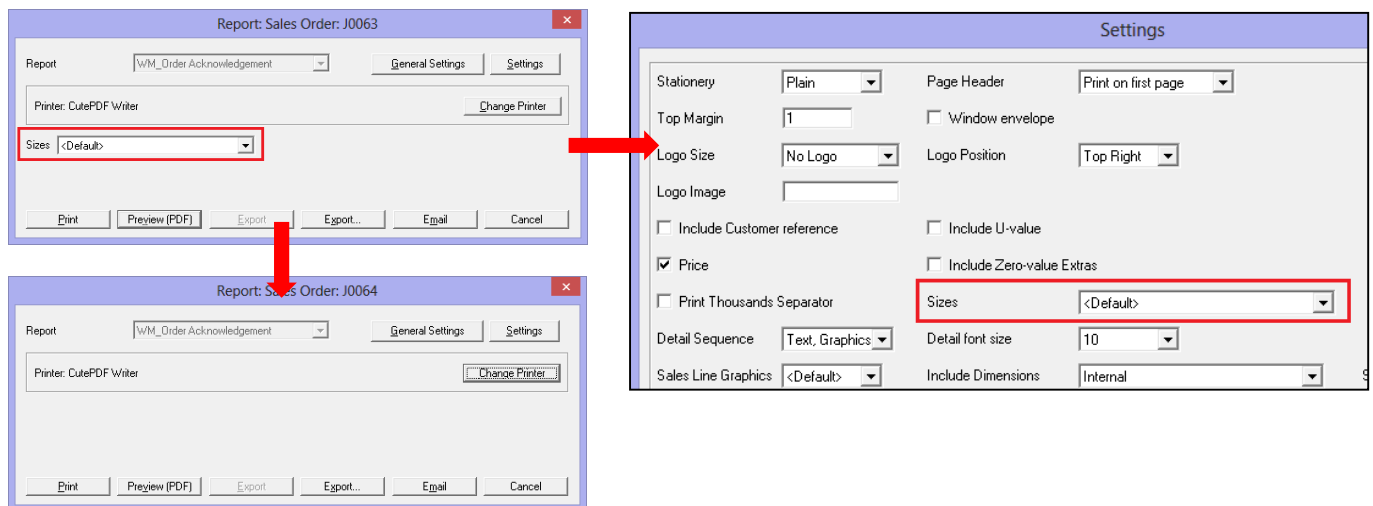 Report: Sales Order: J0063
Report WM_Order Acknowledgement General Settings Settings
Printer: CutePDF Writer Change Printer
Sizes <Default>
Print Preview (PDF) Export Export... Email Cancel
Report: Sales Order: J0064
Report WM_Order Acknowledgement General Settings Settings
Printer: CutePDF Writer Change Printer
Print Preview (PDF) Export Export... Email Cancel
Settings
Stationery Plain Page Header Print on first page
Top Margin 1 Window envelope
Logo Size No Logo Logo Position Top Right
Logo Image
Include Customer reference Include U-value
Price Include Zero-value Extras
Print Thousands Separator Sizes <Default>
Detail Sequence Text, Graphics Detail font size 10
Sales Line Graphics <Default> Include Dimensions Internal